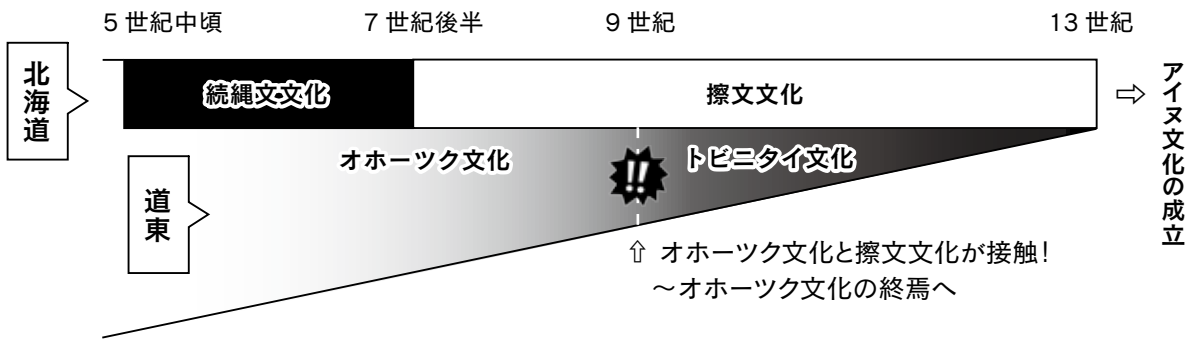 5世紀中頃
7世紀後半
9世紀
13世紀
北海道
続縄文文化
擦文文化
⇨
アイヌ文化の成立
オホーツク文化
!!
トビニタイ文化
道東
⇧ オホーツク文化と擦文文化が接触!
~オホーツク文化の終焉へ